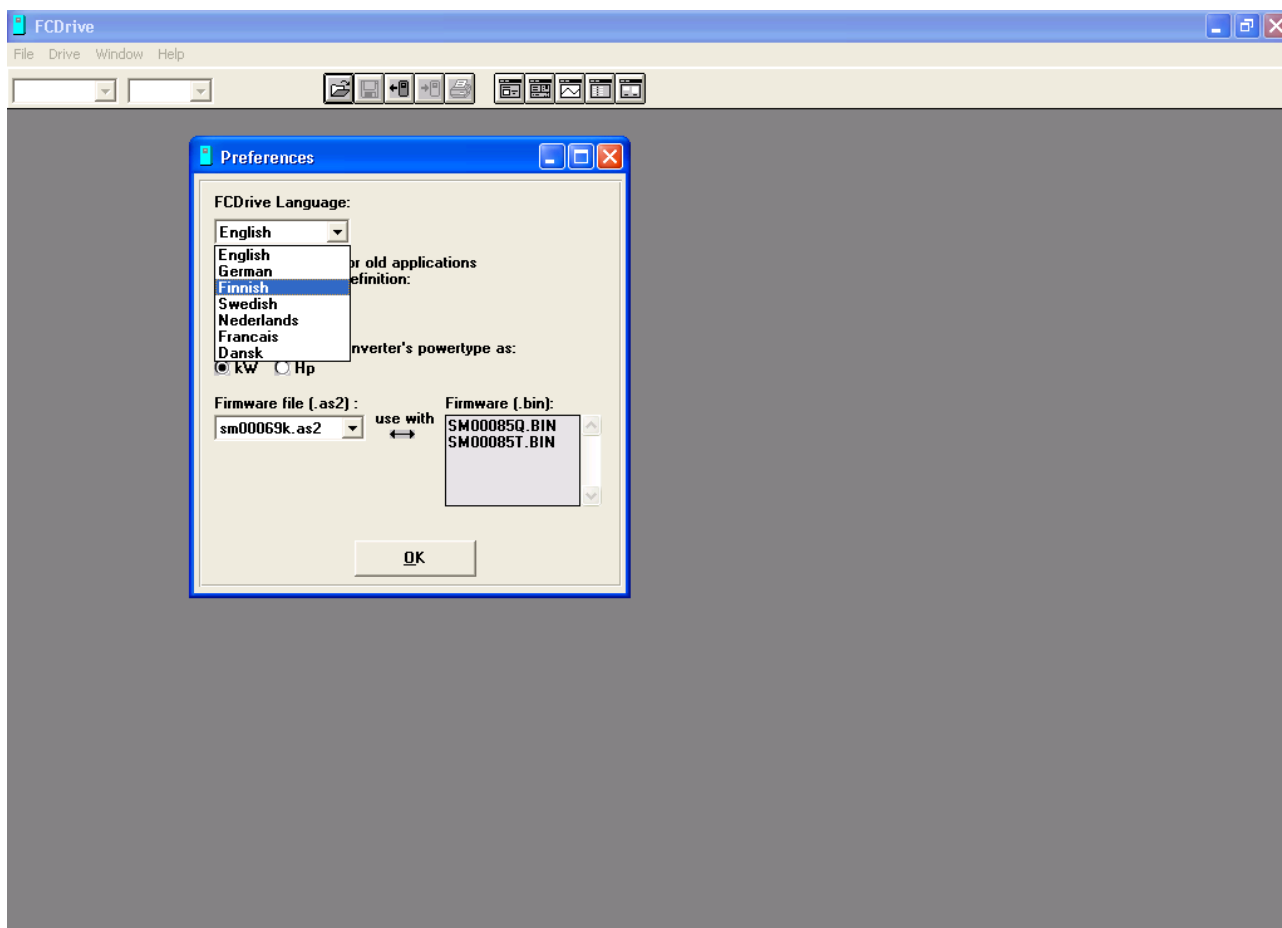 FCDrive
File Drive Window Help
Preferences
FCDrive Language:
English
English
German
Finnish
Swedish
Nederlands
Francais
Dansk
r old applications
efinition:
nverter's powertype as:
kW Hp
Firmware file (.as2) :
use with
Firmware (.bin):
sm00069k.as2
SM00085Q.BIN
SM00085T.BIN
OK